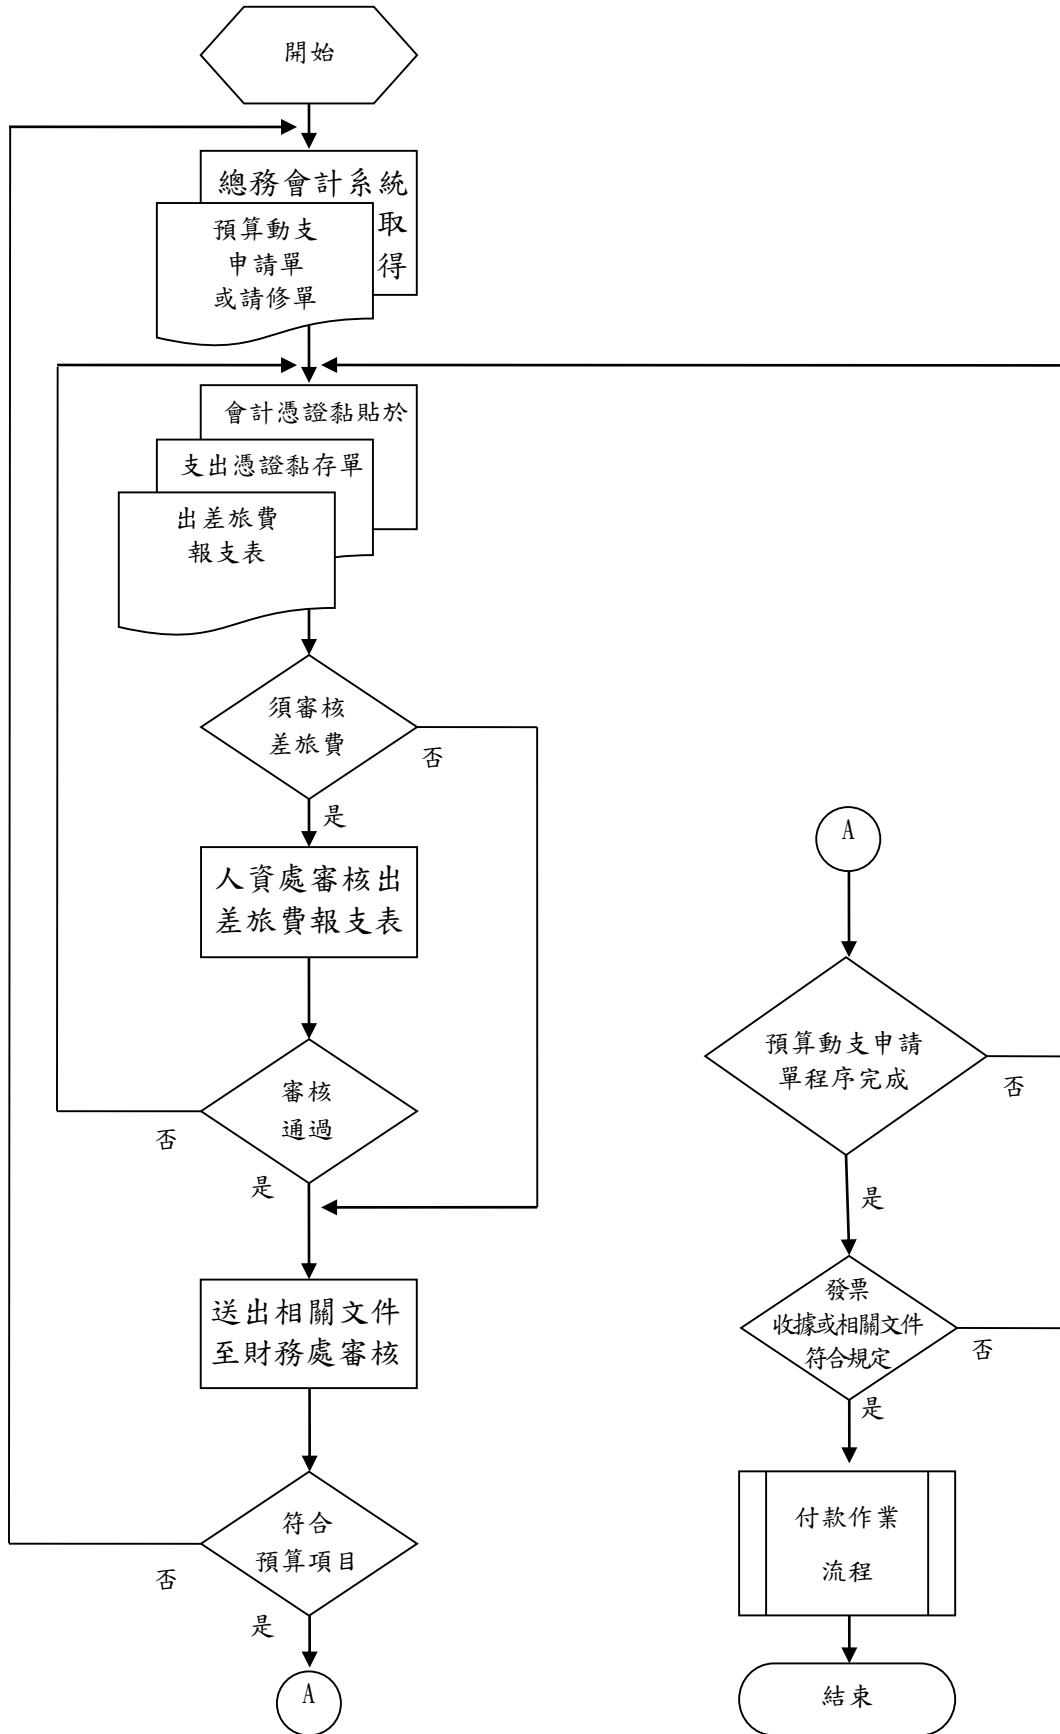 開始
總務會計系統
取
得
預算動支
申請單
或請修單
會計憑證黏貼於
支出憑證黏存單
出差旅費
報支表
須審核
差旅費
否
是
人資處審核出
差旅費報支表
審核
通過
否
是
送出相關文件
至財務處審核
符合
預算項目
否
是
A
A
預算動支申請
單程序完成
否
是
發票
收據或相關文件
符合規定
否
是
付款作業
流程
結束